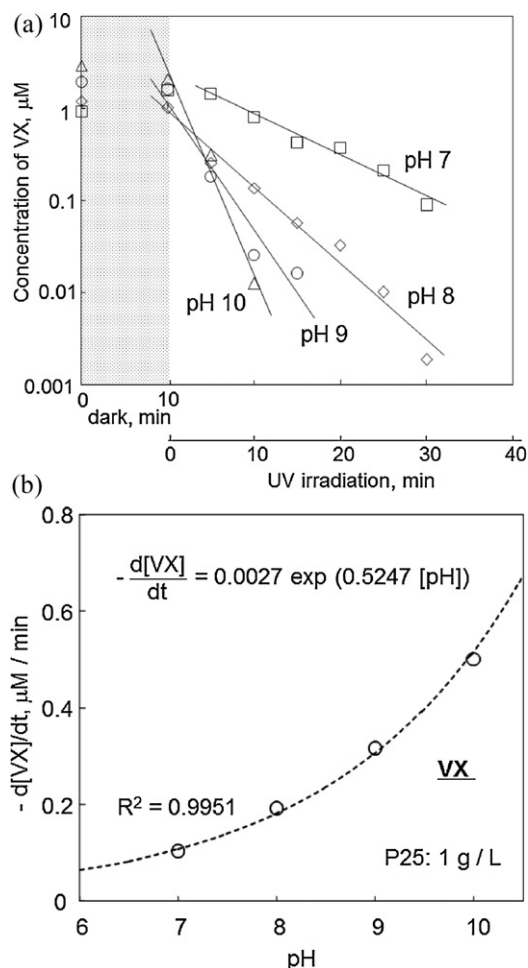 (a)
10
1
0.1
0.01
0.001
Concentration of VX, μM
pH 7
pH 8
pH 9
pH 10
0 10
dark, min
0 10 20 30 40
UV irradiation, min
(b)
0.8
0.6
0.4
0.2
0
- d[VX]/dt, μM / min
- d[VX]/dt = 0.0027 exp (0.5247 [pH])
R² = 0.9951
VX
P25: 1 g / L
6 7 8 9 10
pH